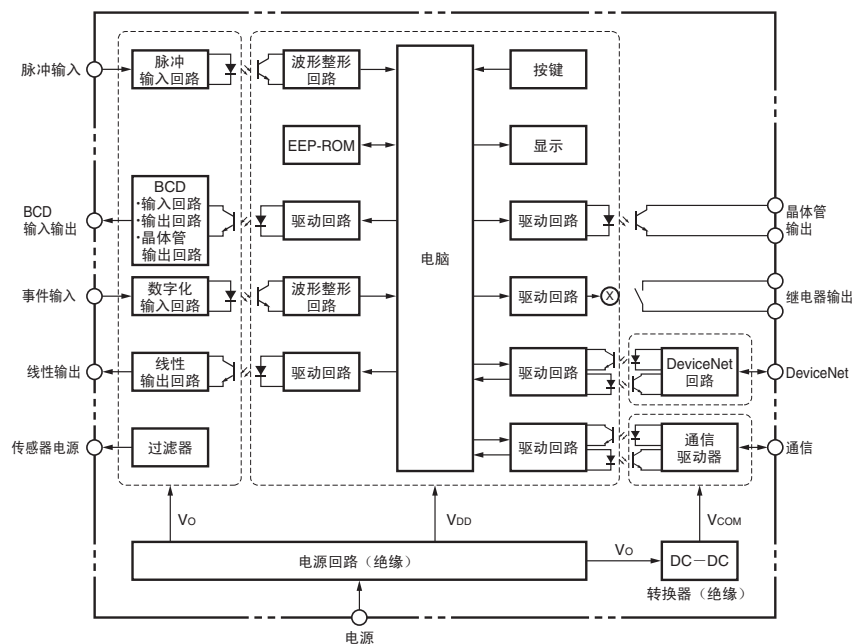 脉冲输入
脉冲
输入回路
波形整形
回路
按键
EEP-ROM
显示
BCD
输入输出
BCD
·输入回路
·输出回路
·晶体管
输出回路
驱动回路
电脑
驱动回路
晶体管
输出
事件输入
数字化
输入回路
波形整形
回路
驱动回路
X
继电器输出
线性输出
线性
输出回路
驱动回路
驱动回路
DeviceNet
回路
DeviceNet
传感器电源
过滤器
驱动回路
通信
驱动器
通信
VO
VDD
VCOM
电源回路（绝缘）
VO
DC－DC
转换器（绝缘）
电源